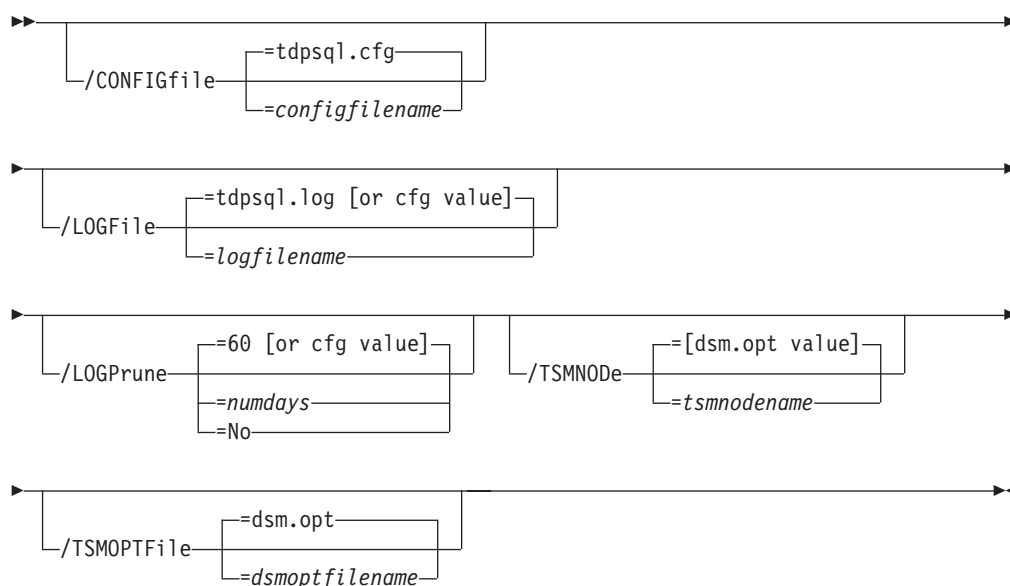 =tdpsql.cfg
/CONFIGfile
=configfilename
=tdpsql.log [or cfg value]
/LOGFile
=logfilename
=60 [or cfg value]
/LOGPrune
=numdays
=No
=[dsm.opt value]
/TSMNODe
=tsmnodename
=dsm.opt
/TSMOPTFile
=dsmoptfilename